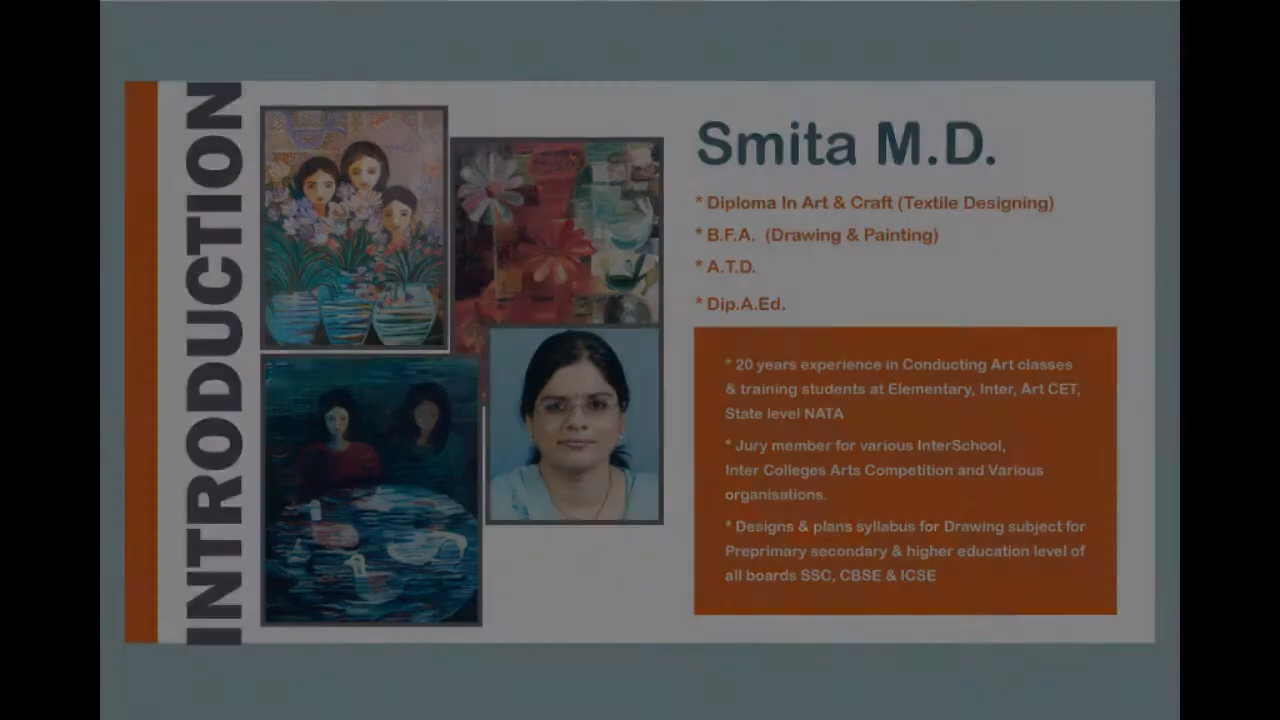 INTRODUCTION
Smita M.D.
* Diploma In Art & Craft (Textile Designing)
* B.F.A. (Drawing & Painting)
* A.T.D.
* Dip.A.Ed.
* 20 years experience in Conducting Art classes
& training students at Elementary, Inter, Art CET,
State level NATA
* Jury member for various InterSchool,
Inter Colleges Arts Competition and Various
organisations.
* Designs & plans syllabus for Drawing subject for
Preprimary secondary & higher education level of
all boards SSC, CBSE & ICSE